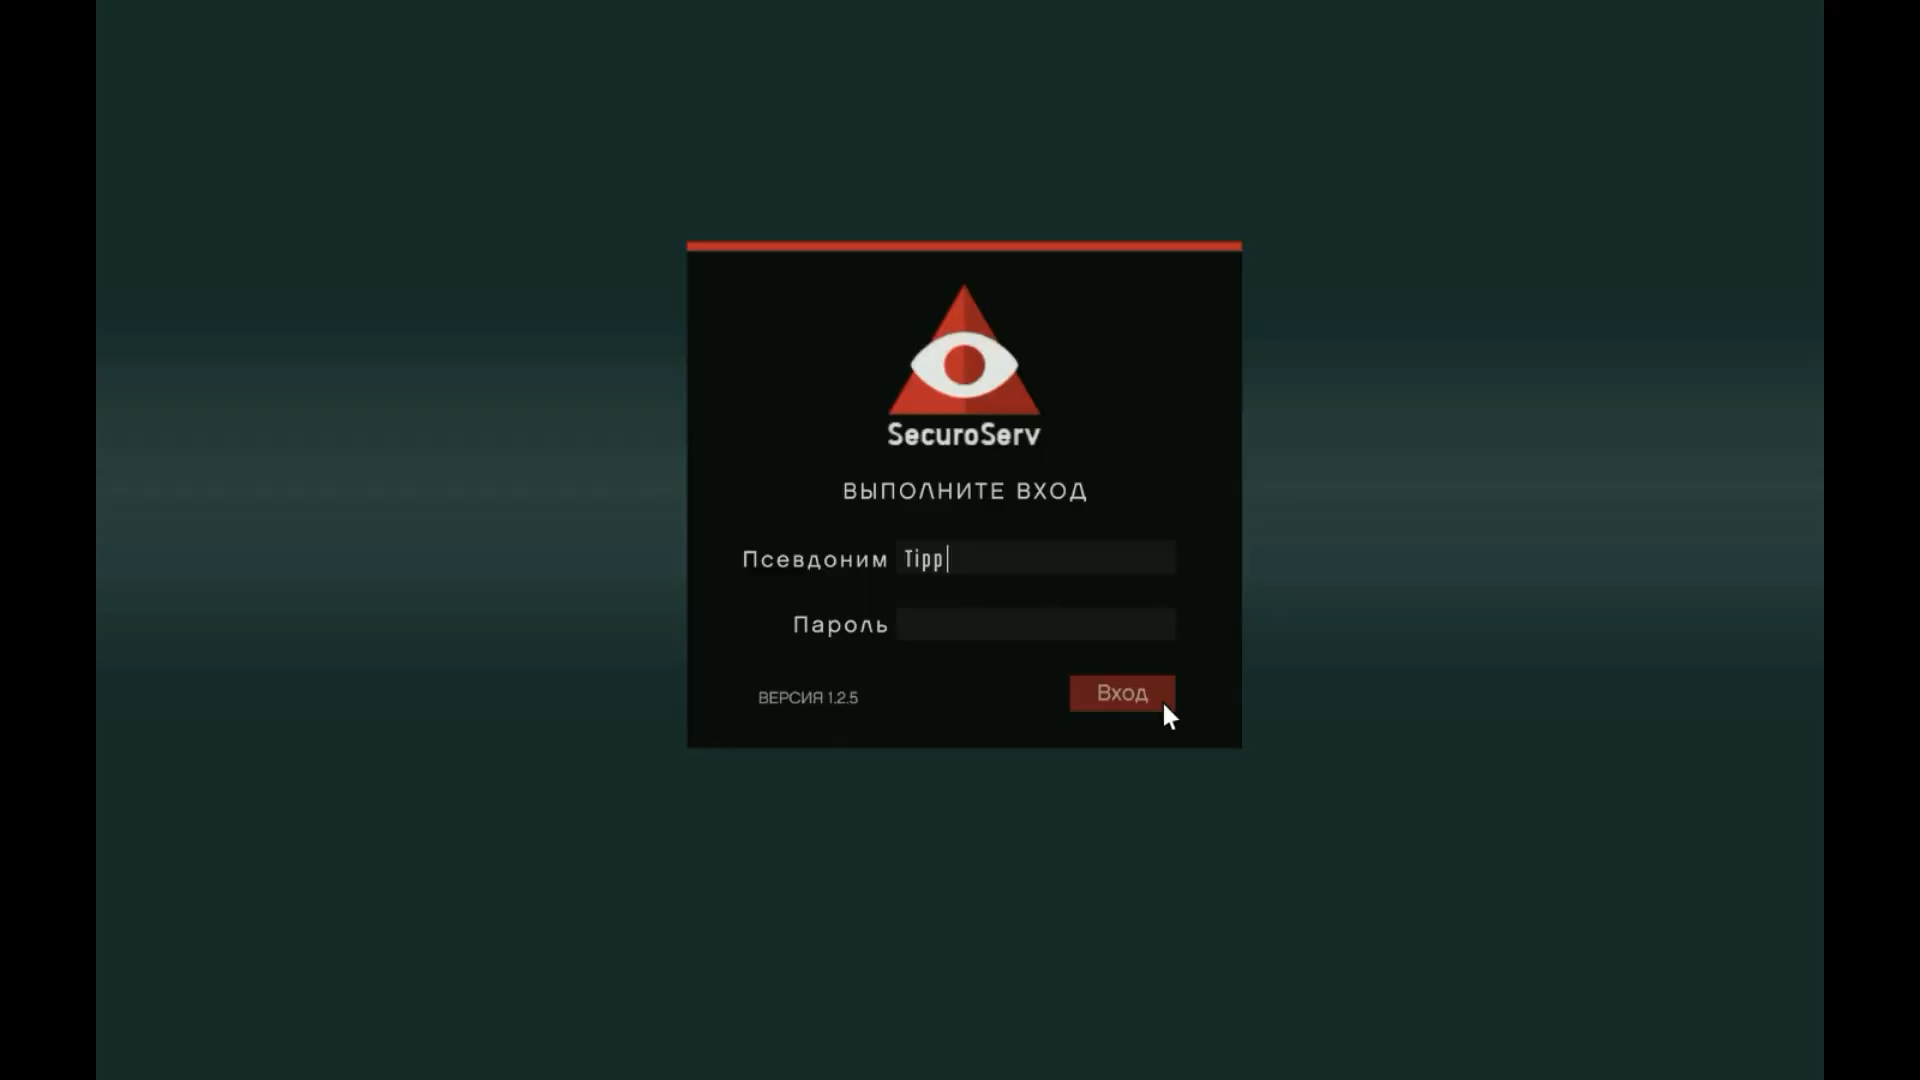 SecuroServ
ВЫПОЛНИТЕ ВХОД
Псевдоним Tipp
Пароль
ВЕРСИЯ 1.2.5 Вход